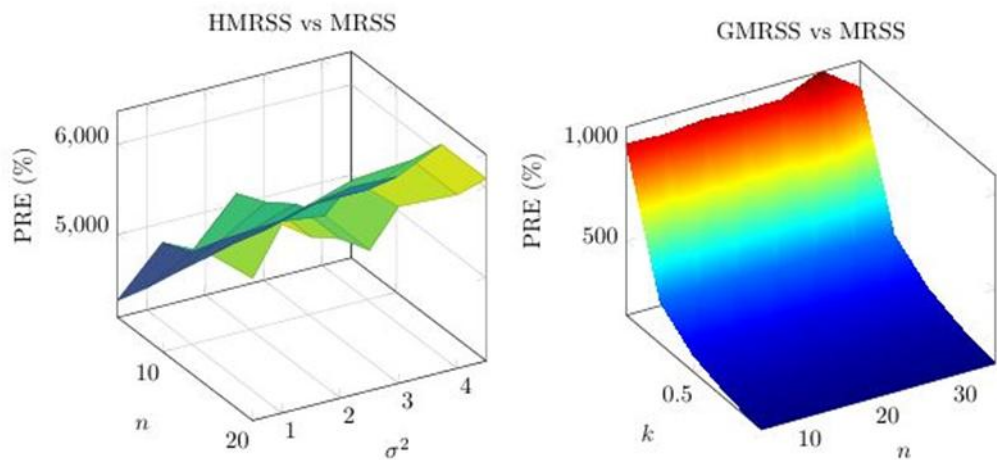 HMRSS vs MRSS
6,000
5,000
PRE (%)
10
20
n
1
2
3
4
σ²
GMRSS vs MRSS
1,000
500
PRE (%)
0.5
k
10
20
30
n